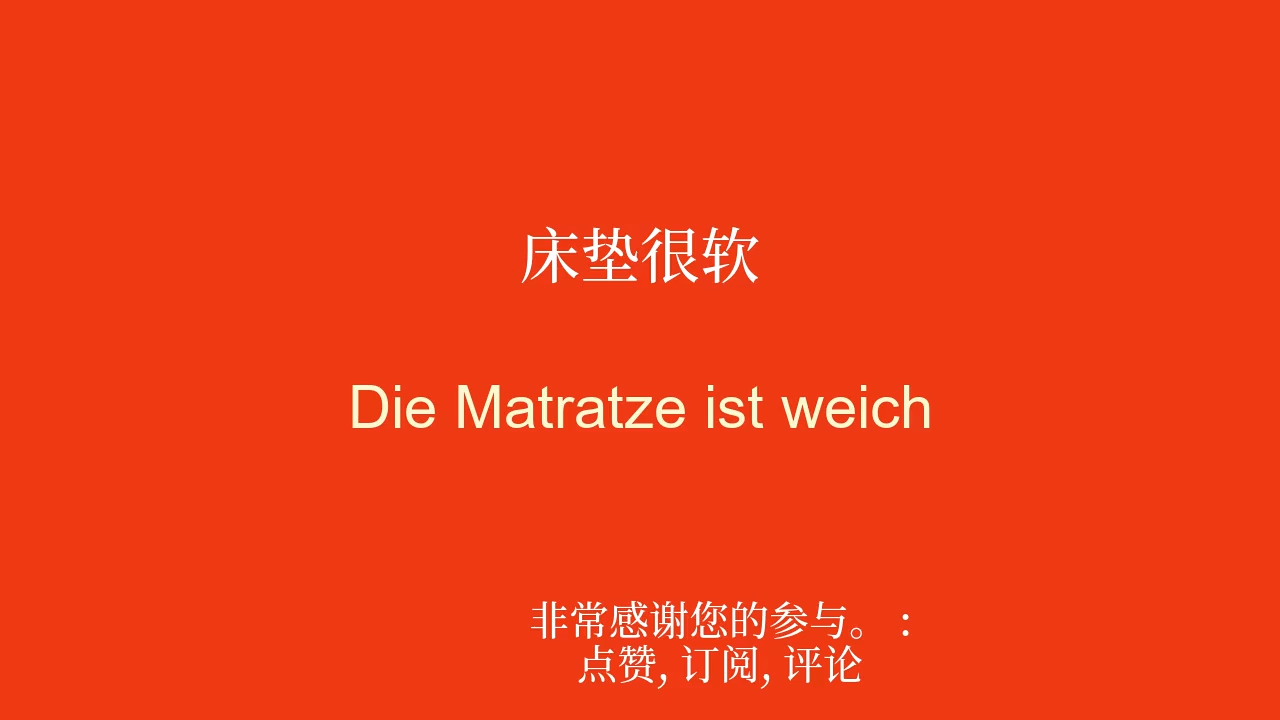 床垫很软
Die Matratze ist weich
非常感谢您的参与。 :
点赞, 订阅, 评论